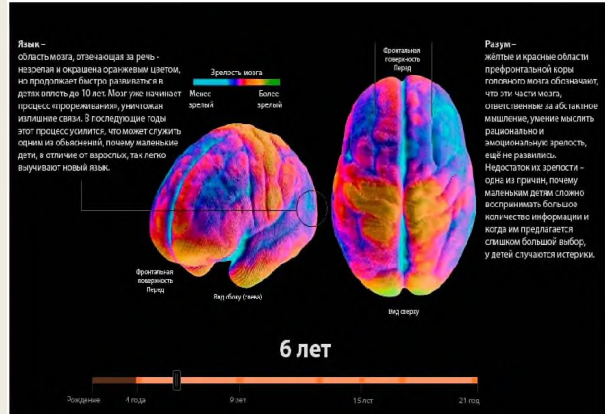 Язык –
область мозга, отвечающая за речь -
незрелая и окрашена оранжевым цветом,
но продолжает быстро развиваться в
детях вплоть до 10 лет. Мозг уже начинает
процесс «прореживания», уничтожая
излишние связи. В последующие годы
этот процесс усилится, что может служить
одним из объяснений, почему маленькие
дети, в отличие от взрослых, так легко
выучивают новый язык.
Зрелость мозга
Менее зрелый
Более зрелый
Фронтальная
поверхность
Перед
Разум –
жёлтые и красные области
префронтальной коры
головного мозга обозначают,
что эти части мозга,
ответственные за абстактное
мышление, умение мыслить
рационально и
эмоциональную зрелость,
ещё не развились.
Недостаток их зрелости –
одна из причин, почему
маленьким детям сложно
воспринимать большое
количество информации и
когда им предлагается
слишком большой выбор,
у детей случаются истерики.
Фронтальная
поверхность
Перед
Вид сбоку (слева)
Вид сверху
6 лет
Рождение
4 года
9 лет
15 лет
21 год